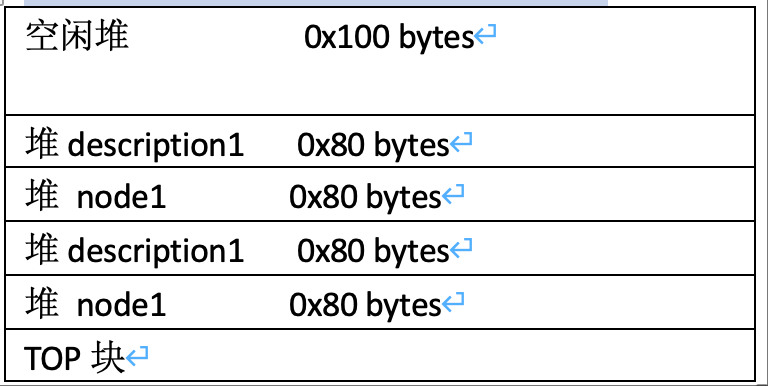 空闲堆 0x100 bytes
堆 description1 0x80 bytes
堆 node1 0x80 bytes
堆 description1 0x80 bytes
堆 node1 0x80 bytes
TOP 块